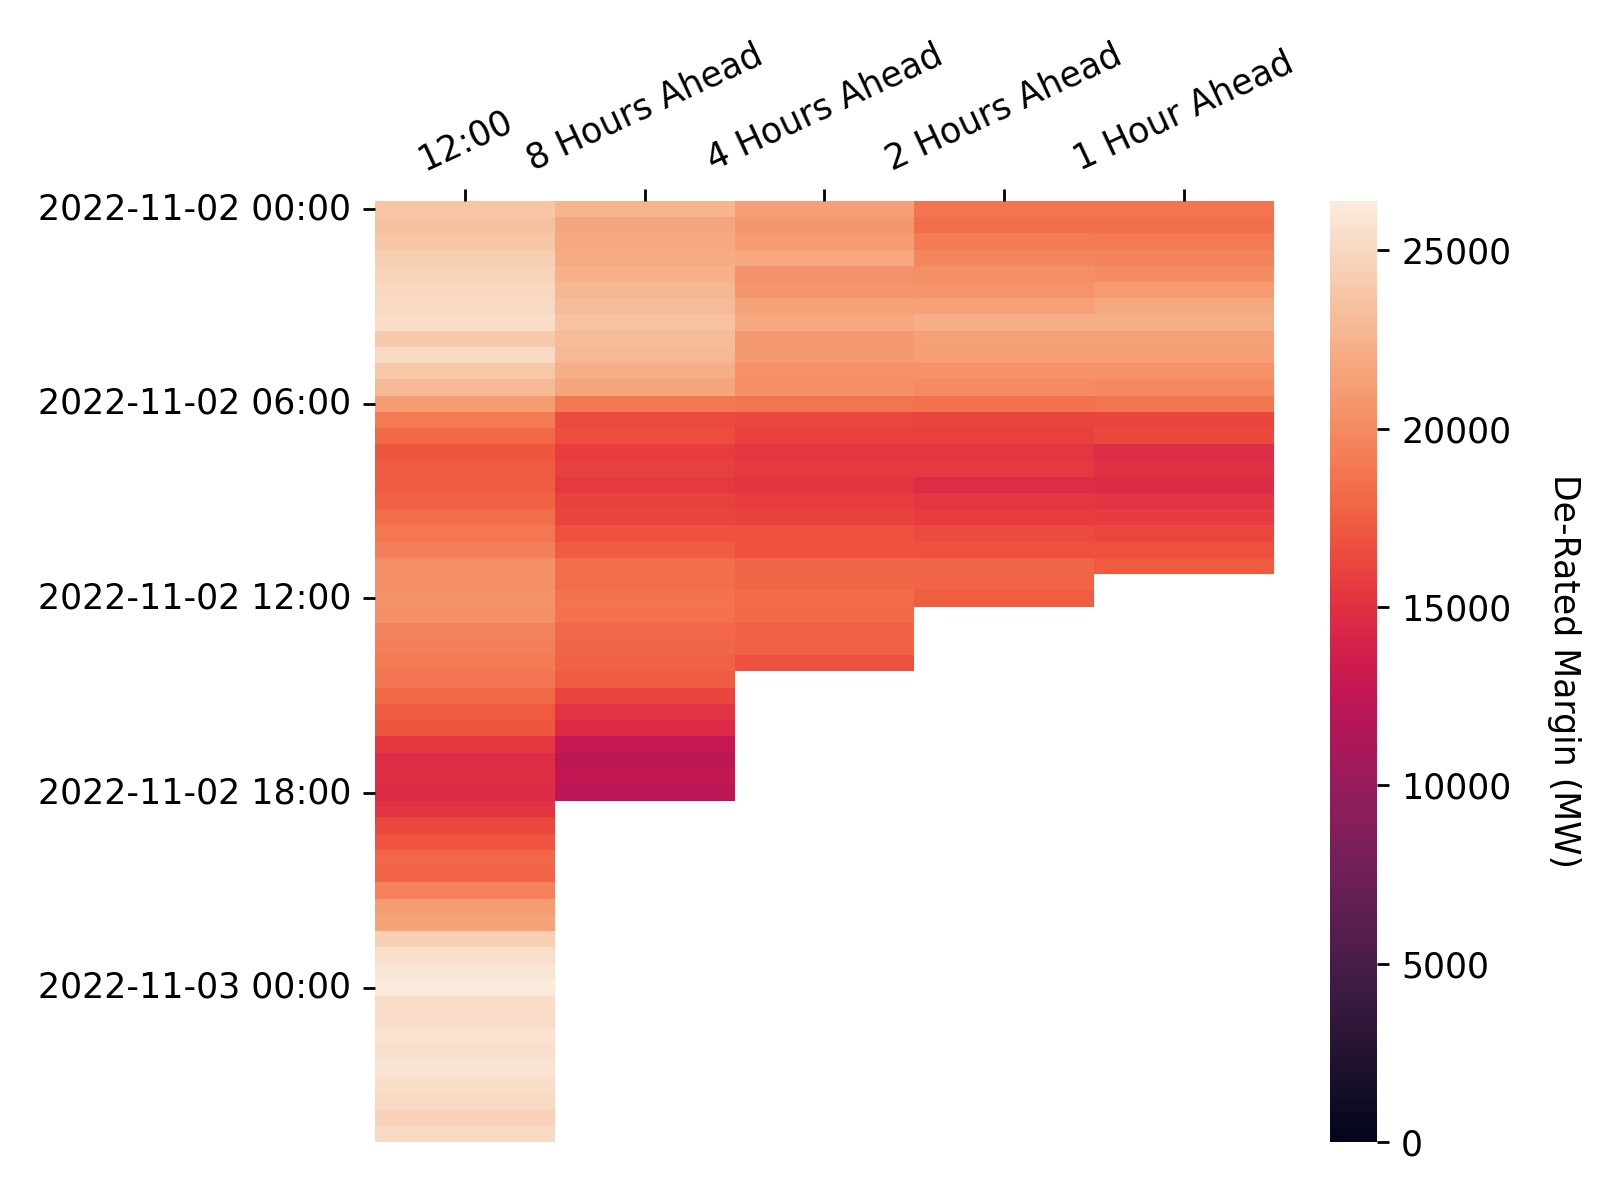 12:00
8 Hours Ahead
4 Hours Ahead
2 Hours Ahead
1 Hour Ahead
2022-11-02 00:00
2022-11-02 06:00
2022-11-02 12:00
2022-11-02 18:00
2022-11-03 00:00
25000
20000
15000
10000
5000
0
De-Rated Margin (MW)